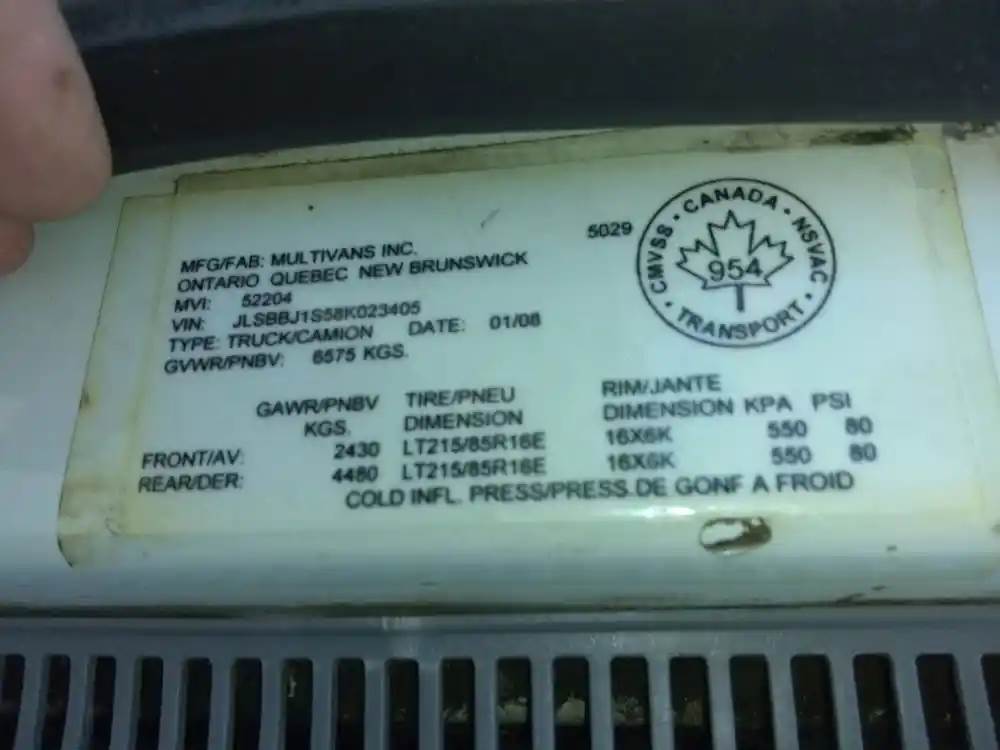 MFG/FAB: MULTIVANS INC.
ONTARIO QUEBEC NEW BRUNSWICK
MVI: 52204
VIN: JLSBBJ1S58K023405
TYPE: TRUCK/CAMION DATE: 01/08
GVWR/PNBV: 6575 KGS.
5029
CMVSS • CANADA • NSVAC • TRANSPORT •
954
GAWR/PNBV TIRE/PNEU RIM/JANTE
KGS. DIMENSION DIMENSION KPA PSI
FRONT/AV: 2430 LT215/85R16E 16X6K 550 80
REAR/DER: 4480 LT215/85R16E 16X6K 550 80
COLD INFL. PRESS/PRESS.DE GONF A FROID